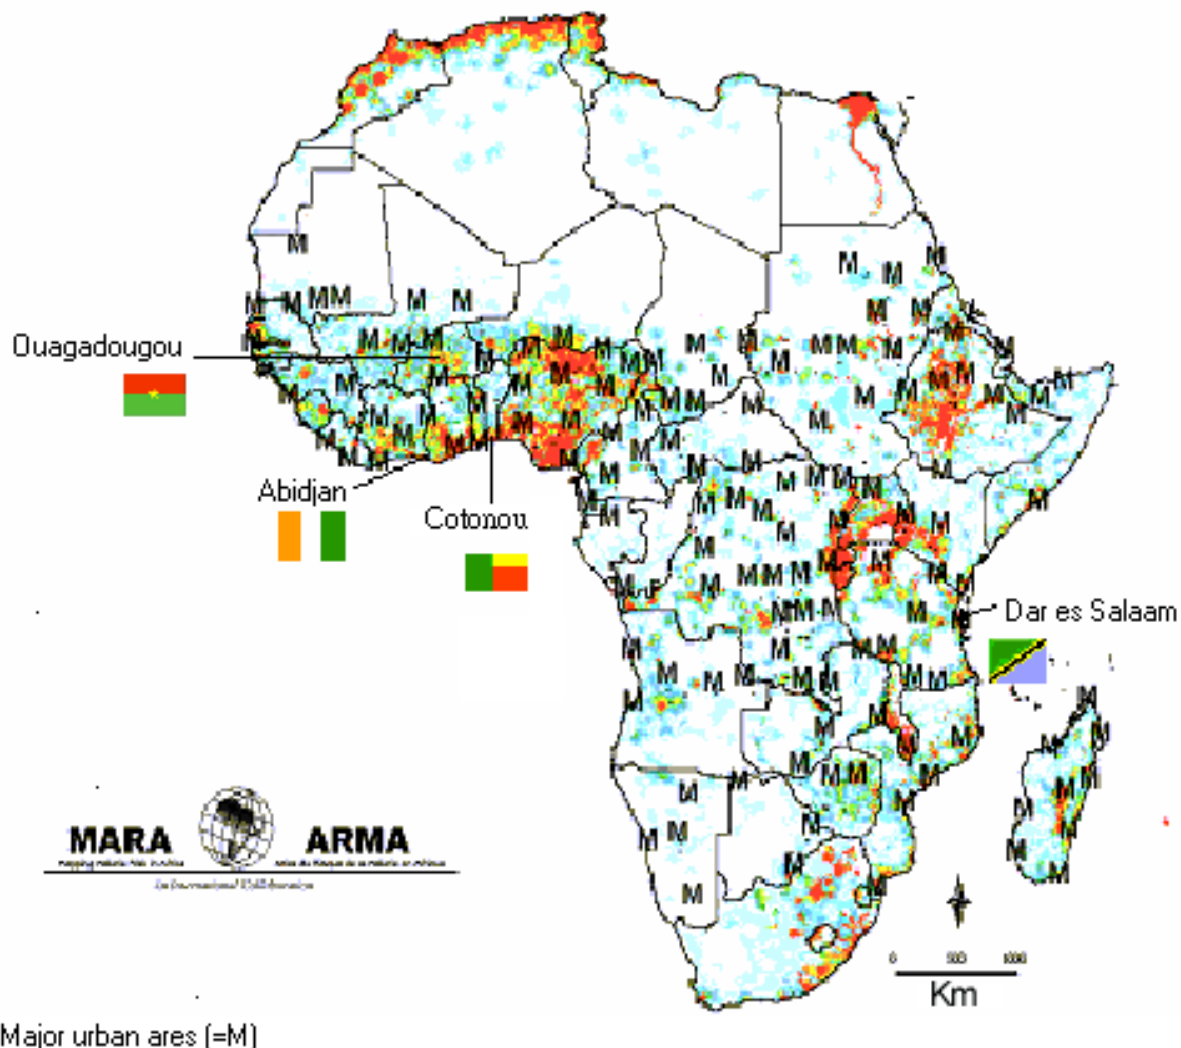 Ouagadougou
Abidjan
Cotonou
Dar es Salaam
MARA ARMA
0 500 1000
Km
Major urban ares (=M)